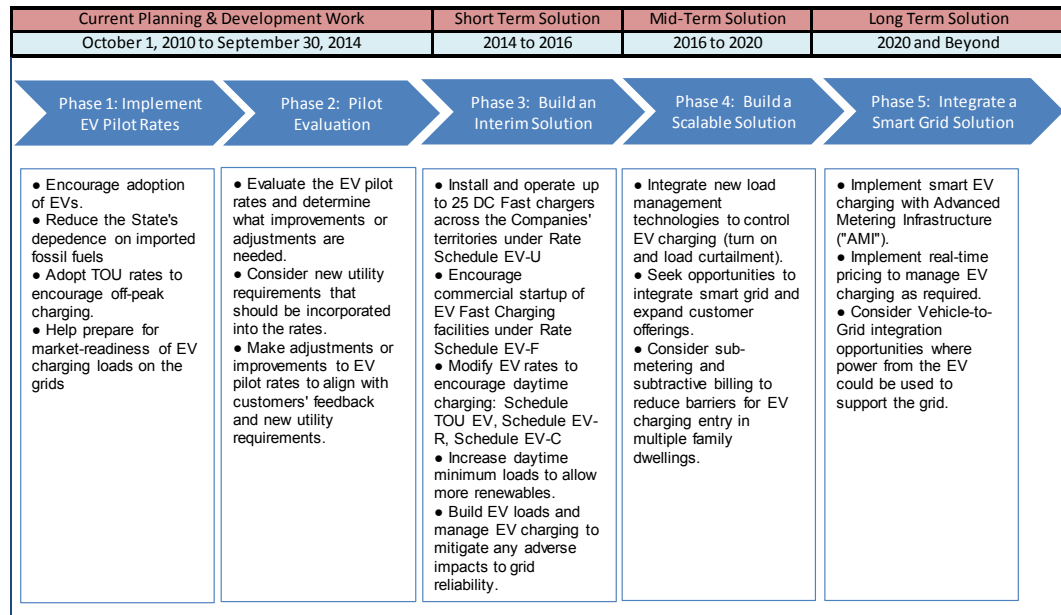 Current Planning & Development Work
Short Term Solution
Mid-Term Solution
Long Term Solution
October 1, 2010 to September 30, 2014
2014 to 2016
2016 to 2020
2020 and Beyond
Phase 1: Implement
EV Pilot Rates
Phase 2: Pilot
Evaluation
Phase 3: Build an
Interim Solution
Phase 4: Build a
Scalable Solution
Phase 5: Integrate a
Smart Grid Solution
● Encourage adoption
of EVs.
● Reduce the State's
depedence on imported
fossil fuels
● Adopt TOU rates to
encourage off-peak
charging.
● Help prepare for
market-readiness of EV
charging loads on the
grids
● Evaluate the EV pilot
rates and determine
what improvements or
adjustments are
needed.
● Consider new utility
requirements that
should be incorporated
into the rates.
● Make adjustments or
improvements to EV
pilot rates to align with
customers' feedback
and new utility
requirements.
● Install and operate up
to 25 DC Fast chargers
across the Companies'
territories under Rate
Schedule EV-U
● Encourage
commercial startup of
EV Fast Charging
facilities under Rate
Schedule EV-F
● Modify EV rates to
encourage daytime
charging: Schedule
TOU EV, Schedule EV-
R, Schedule EV-C
● Increase daytime
minimum loads to allow
more renewables.
● Build EV loads and
manage EV charging to
mitigate any adverse
impacts to grid
reliability.
● Integrate new load
management
technologies to control
EV charging (turn on
and load curtailment).
● Seek opportunities to
integrate smart grid and
expand customer
offerings.
● Consider sub-
metering and
subtractive billing to
reduce barriers for EV
charging entry in
multiple family
dwellings.
● Implement smart EV
charging with Advanced
Metering Infrastructure
("AMI").
● Implement real-time
pricing to manage EV
charging as required.
● Consider Vehicle-to-
Grid integration
opportunities where
power from the EV
could be used to
support the grid.